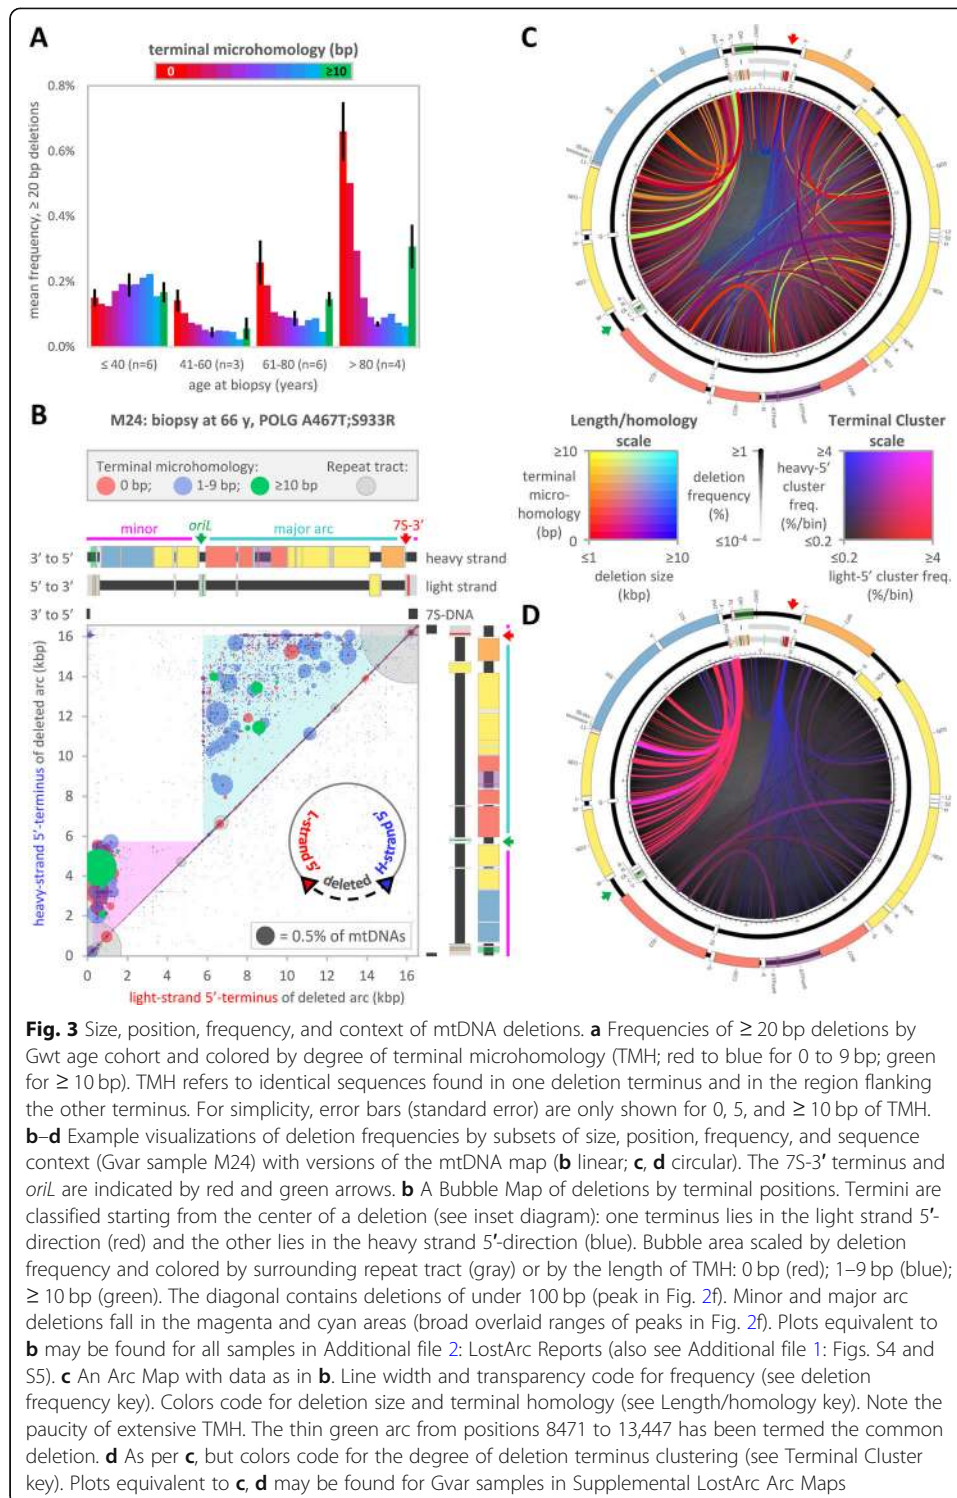 A
terminal microhomology (bp)
0
≥10
mean frequency, ≥ 20 bp deletions
0.8%
0.6%
0.4%
0.2%
0.0%
≤ 40 (n=6)
41-60 (n=3)
61-80 (n=6)
> 80 (n=4)
age at biopsy (years)
B
M24: biopsy at 66 y, POLG A467T;S933R
Terminal microhomology:
0 bp;
1-9 bp;
≥10 bp
Repeat tract:
minor
oriL
major arc
7S-3'
3' to 5'
heavy strand
5' to 3'
light strand
3' to 5'
7S-DNA
heavy-strand 5'-terminus of deleted arc (kbp)
16
14
12
10
8
6
4
2
0
L-strand 5'
H-strand 5'
deleted
= 0.5% of mtDNAs
0
2
4
6
8
10
12
14
16
light-strand 5'-terminus of deleted arc (kbp)
C
Length/homology
scale
≥10
terminal
micro-
homology
(bp)
0
≤1
≥10
deletion size
(kbp)
≥1
deletion
frequency
(%)
≤10⁻⁴
Terminal Cluster
scale
≥4
heavy-5'
cluster
freq.
(%/bin)
≤0.2
≤0.2
≥4
light-5' cluster freq.
(%/bin)
D
Fig. 3 Size, position, frequency, and context of mtDNA deletions. a Frequencies of ≥ 20 bp deletions by
Gwt age cohort and colored by degree of terminal microhomology (TMH; red to blue for 0 to 9 bp; green
for ≥ 10 bp). TMH refers to identical sequences found in one deletion terminus and in the region flanking
the other terminus. For simplicity, error bars (standard error) are only shown for 0, 5, and ≥ 10 bp of TMH.
b–d Example visualizations of deletion frequencies by subsets of size, position, frequency, and sequence
context (Gvar sample M24) with versions of the mtDNA map (b linear; c, d circular). The 7S-3′ terminus and
oriL are indicated by red and green arrows. b A Bubble Map of deletions by terminal positions. Termini are
classified starting from the center of a deletion (see inset diagram): one terminus lies in the light strand 5′-
direction (red) and the other lies in the heavy strand 5′-direction (blue). Bubble area scaled by deletion
frequency and colored by surrounding repeat tract (gray) or by the length of TMH: 0 bp (red); 1–9 bp (blue);
≥ 10 bp (green). The diagonal contains deletions of under 100 bp (peak in Fig. 2f). Minor and major arc
deletions fall in the magenta and cyan areas (broad overlaid ranges of peaks in Fig. 2f). Plots equivalent to
b may be found for all samples in Additional file 2: LostArc Reports (also see Additional file 1: Figs. S4 and
S5). c An Arc Map with data as in b. Line width and transparency code for frequency (see deletion
frequency key). Colors code for deletion size and terminal homology (see Length/homology key). Note the
paucity of extensive TMH. The thin green arc from positions 8471 to 13,447 has been termed the common
deletion. d As per c, but colors code for the degree of deletion terminus clustering (see Terminal Cluster
key). Plots equivalent to c, d may be found for Gvar samples in Supplemental LostArc Arc Maps